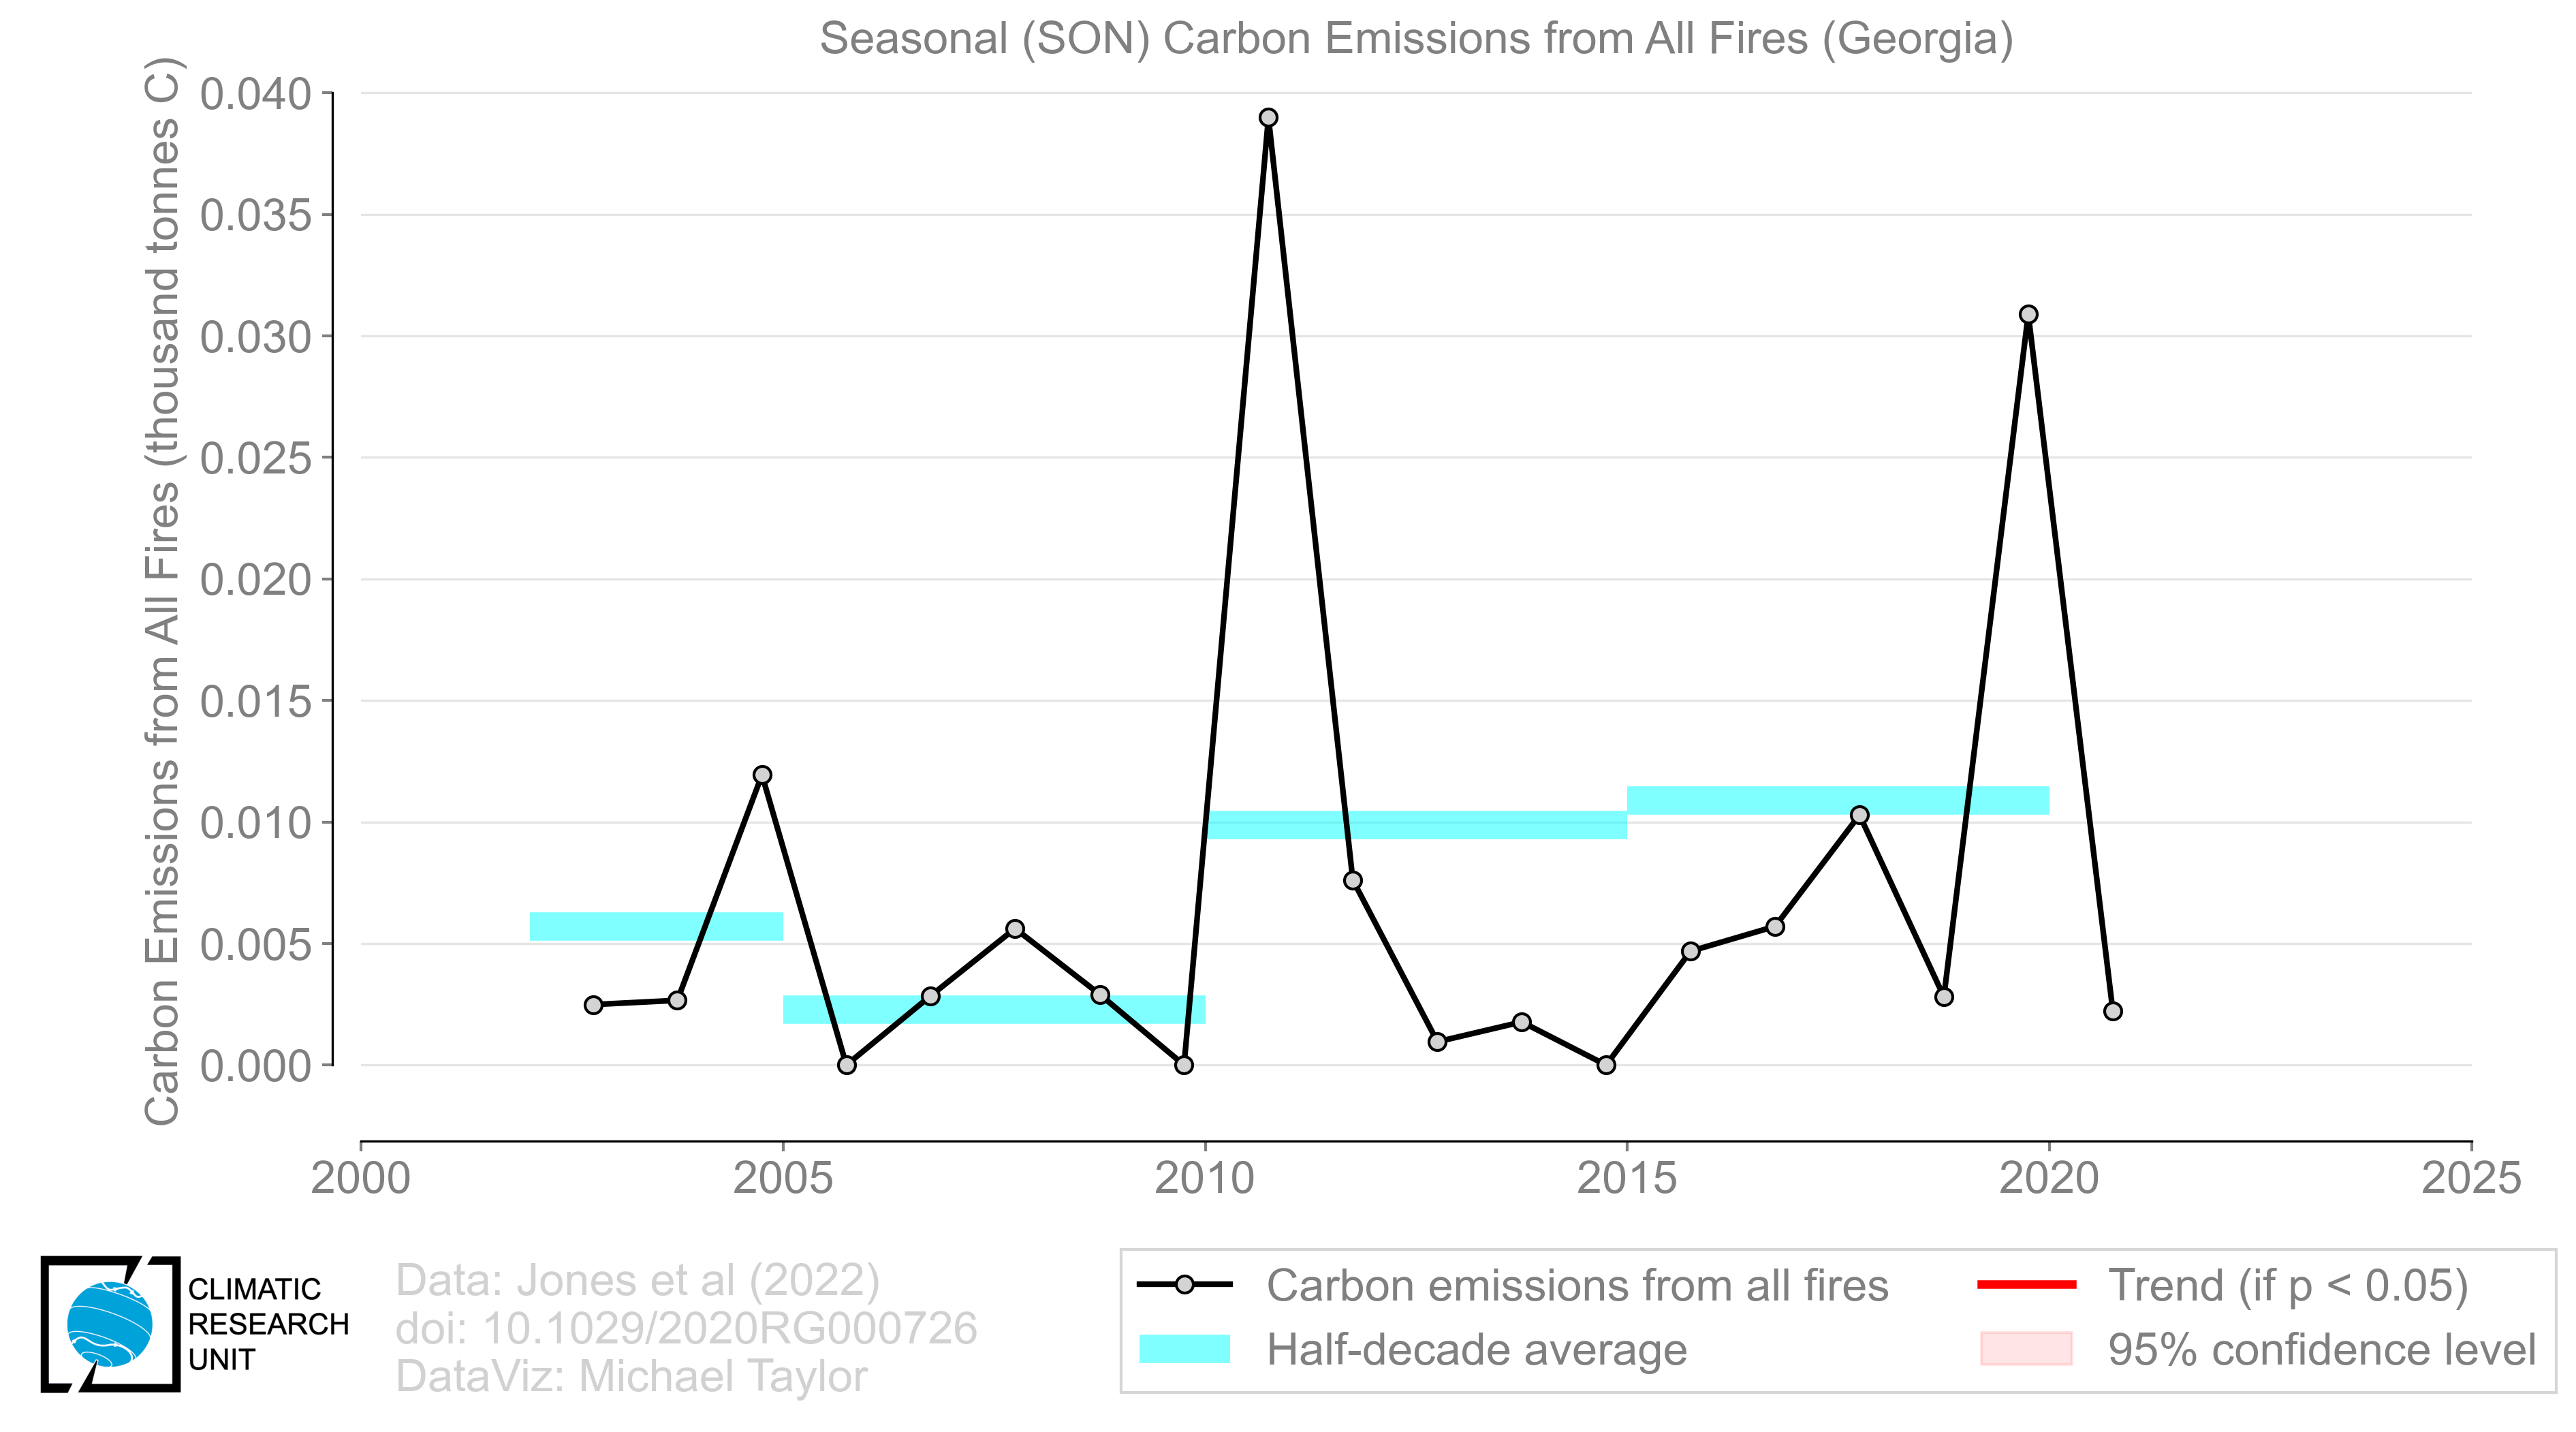 Seasonal (SON) Carbon Emissions from All Fires (Georgia)
Carbon Emissions from All Fires (thousand tonnes C)
0.040
0.035
0.030
0.025
0.020
0.015
0.010
0.005
0.000
2000 2005 2010 2015 2020 2025
CLIMATIC
RESEARCH
UNIT
Data: Jones et al (2022)
doi: 10.1029/2020RG000726
DataViz: Michael Taylor
Carbon emissions from all fires
Half-decade average
Trend (if p < 0.05)
95% confidence level